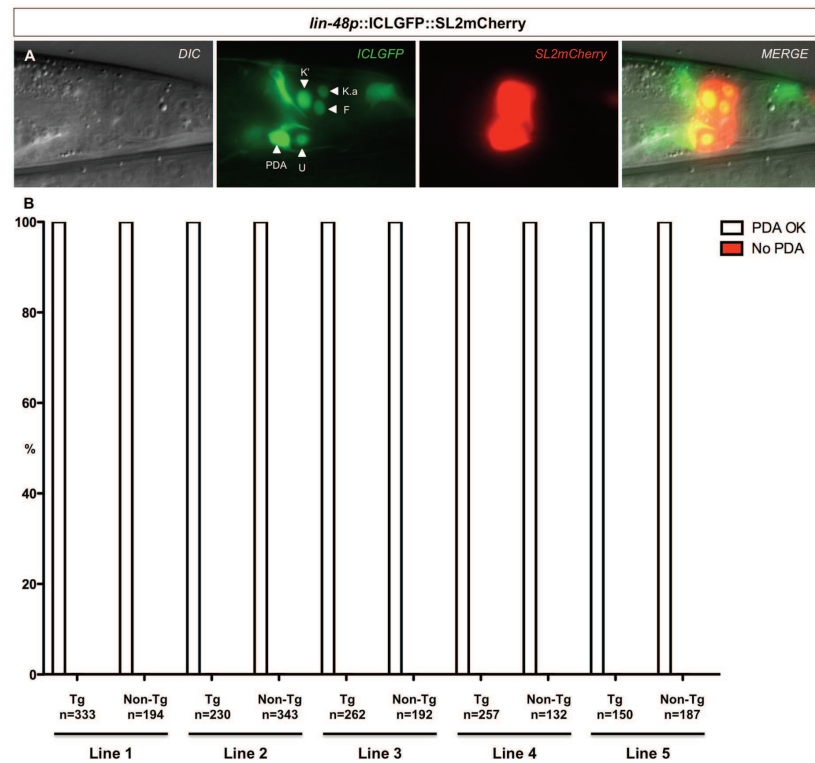 lin-48p::ICLGFP::SL2mCherry
A DIC ICLGFP SL2mCherry MERGE
K'
K.a
F
PDA U
B
PDA OK
No PDA
100
80
60
%
40
20
0
Tg Non-Tg Tg Non-Tg Tg Non-Tg Tg Non-Tg Tg Non-Tg
n=333 n=194 n=230 n=343 n=262 n=192 n=257 n=132 n=150 n=187
Line 1 Line 2 Line 3 Line 4 Line 5